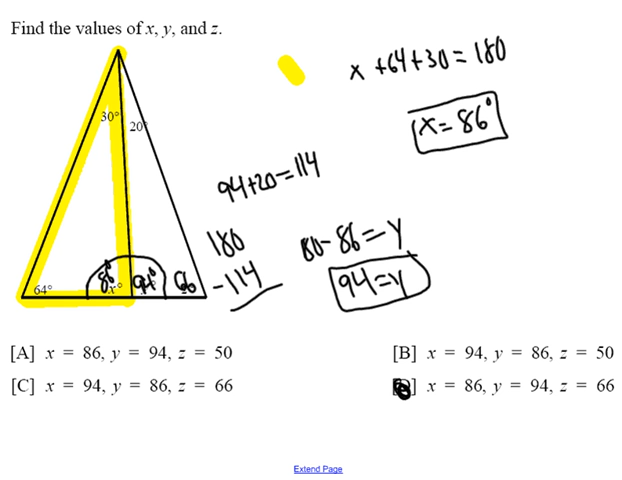 Find the values of x, y, and z.
x + 64 + 30 = 180
x = 86°
30°
20°
94 + 20 = 114
180
- 114
80 - 86 = y
94 = y
64°
86°
x°
94°
66
[A] x = 86, y = 94, z = 50
[B] x = 94, y = 86, z = 50
[C] x = 94, y = 86, z = 66
x = 86, y = 94, z = 66
Extend Page